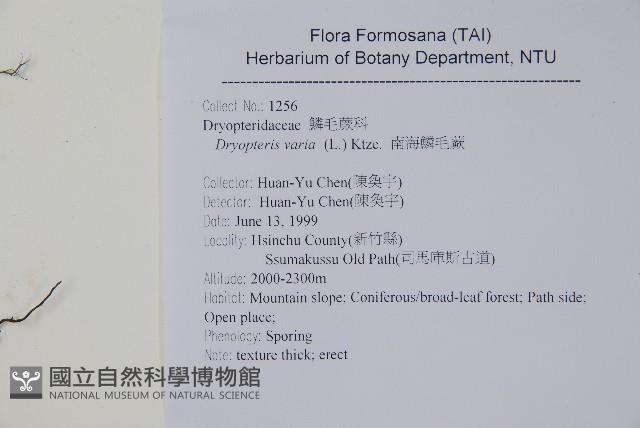 Flora Formosana (TAI)
Herbarium of Botany Department, NTU
--------------------------------------------------------------
Collect No.: 1256
Dryopteridaceae 鱗毛蕨科
Dryopteris varia (L.) Ktze. 南海鱗毛蕨
Collector: Huan-Yu Chen(陳奐宇)
Detector: Huan-Yu Chen(陳奐宇)
Date: June 13, 1999
Locality: Hsinchu County(新竹縣)
Ssumakussu Old Path(司馬庫斯古道)
Altitude: 2000-2300m
Habitat: Mountain slope; Coniferous/broad-leaf forest; Path side;
Open place;
Phenology: Sporing
Note: texture thick; erect
國立自然科學博物館
NATIONAL MUSEUM OF NATURAL SCIENCE